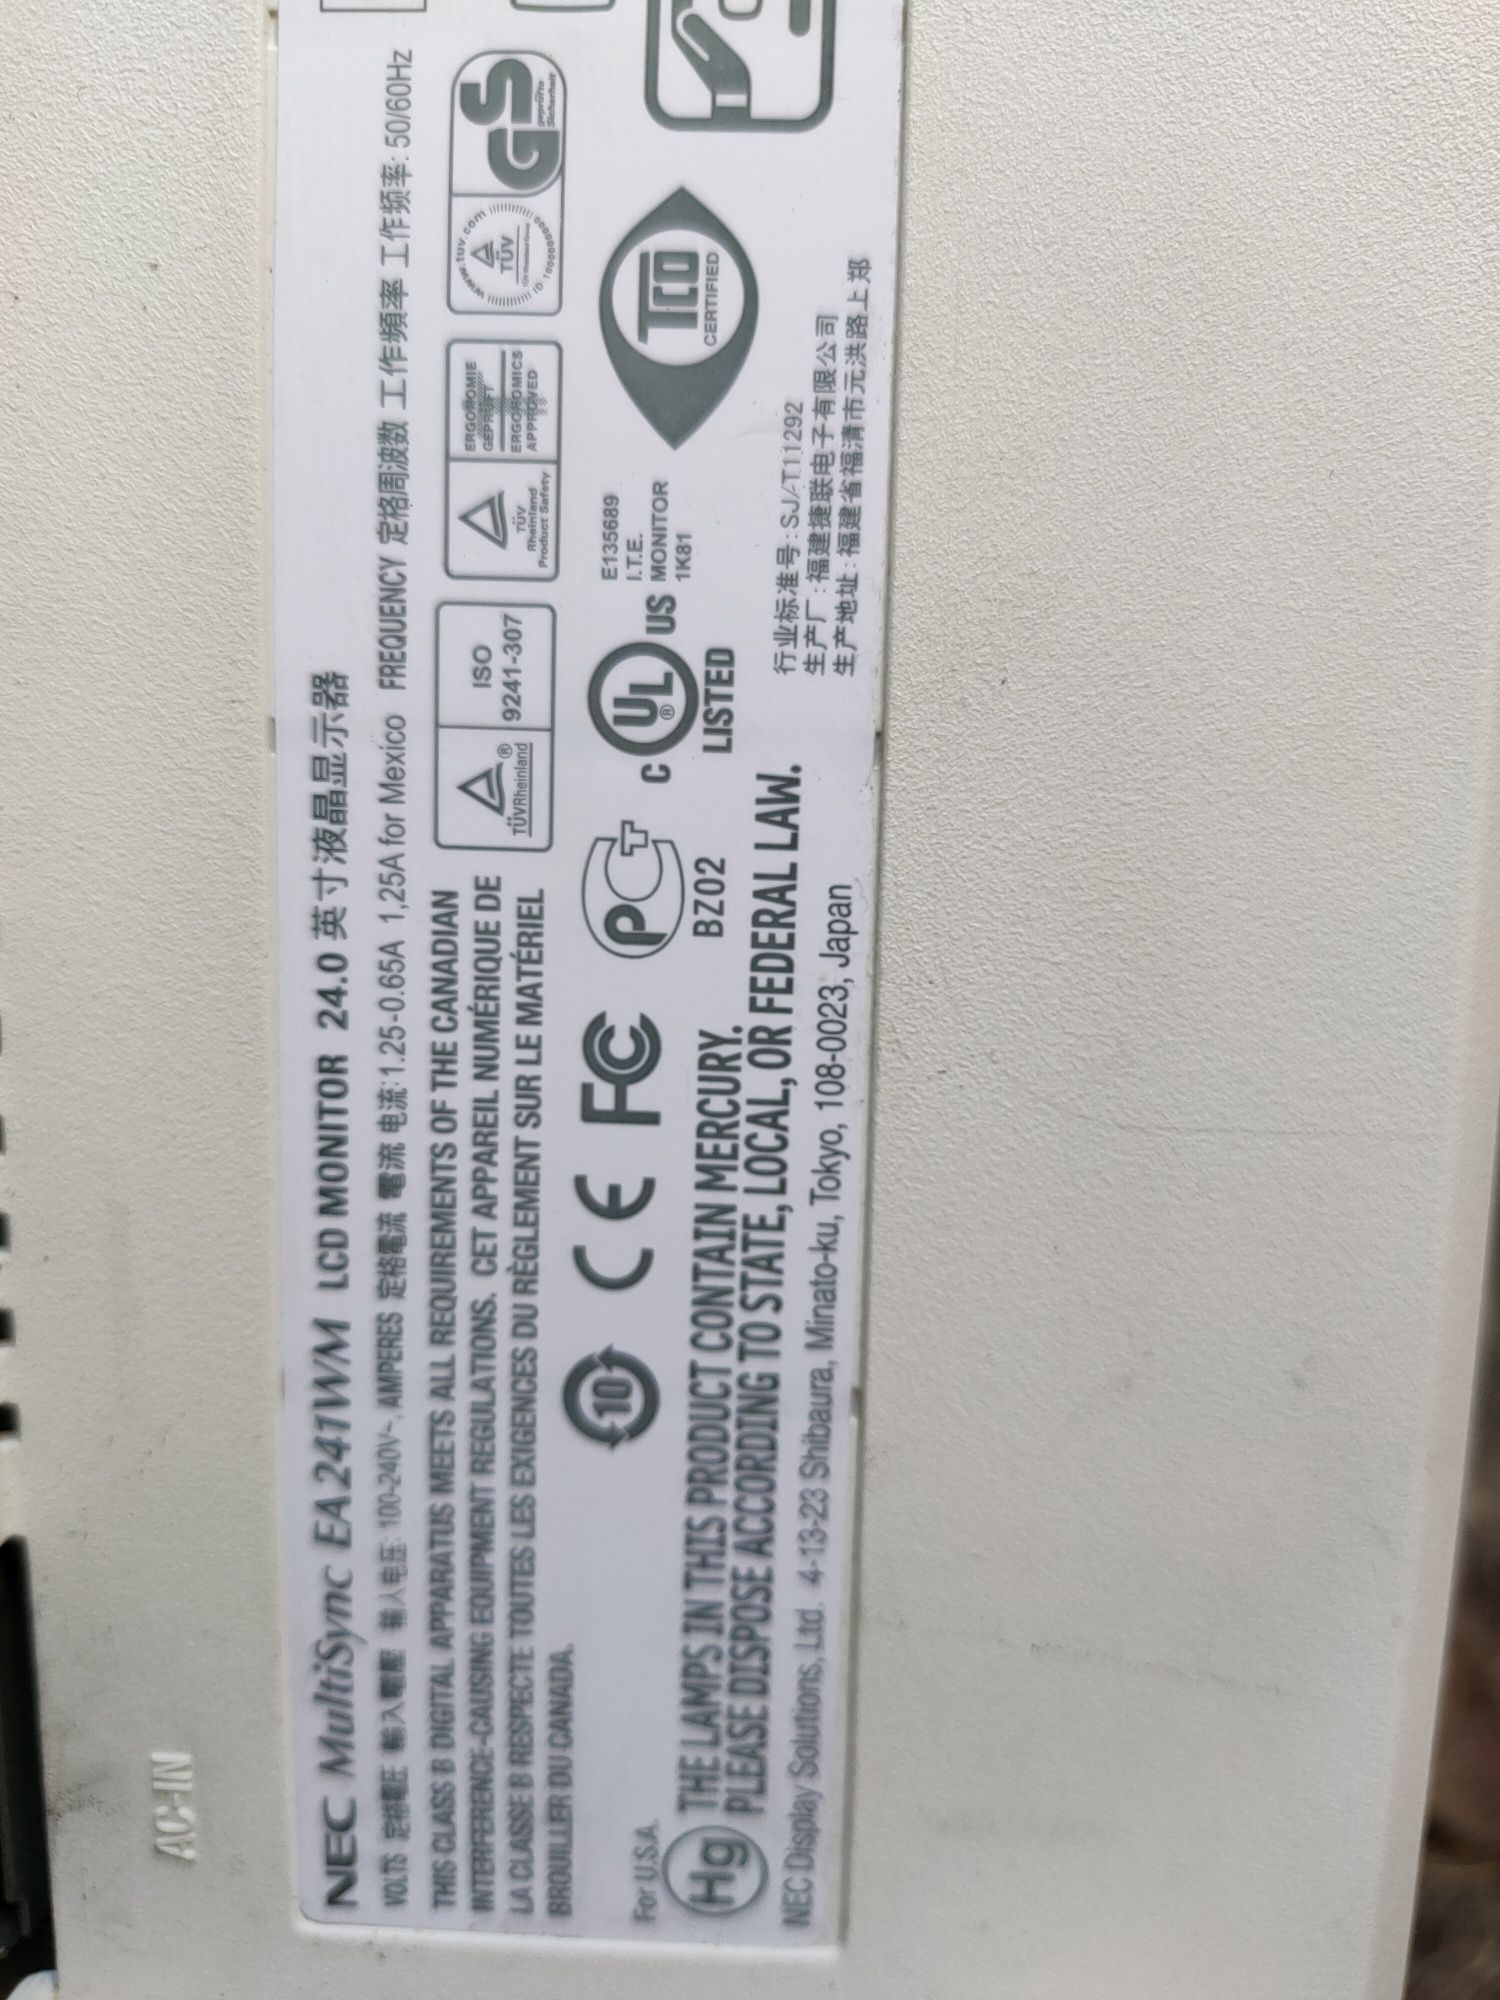 AC-IN
NEC MultiSync EA241WM LCD MONITOR 24.0 英寸液晶显示器
VOLTS 定格電圧 輸入電壓 输入电压: 100-240V~, AMPERES 定格電流 電流 电流: 1.25-0.65A 1,25A for Mexico FREQUENCY 定格周波数 工作頻率 工作频率: 50/60Hz
THIS CLASS B DIGITAL APPARATUS MEETS ALL REQUIREMENTS OF THE CANADIAN
INTERFERENCE-CAUSING EQUIPMENT REGULATIONS. CET APPAREIL NUMÉRIQUE DE
LA CLASSE B RESPECTE TOUTES LES EXIGENCES DU RÈGLEMENT SUR LE MATÉRIEL
BROUILLER DU CANADA.
TÜVRheinland®
ISO
9241-307
TÜV
Rheinland
Product Safety
ERGONOMIE
GEPRÜFT
ERGONOMICS
APPROVED
www.tuv.com
TÜV
TÜV Rheinland Group
GS
geprüfte
Sicherheit
10
CE
FC
PCT
BZ02
C UL® US
LISTED
E135689
I.T.E.
MONITOR
1K81
TCO
CERTIFIED
For U.S.A.
Hg
THE LAMPS IN THIS PRODUCT CONTAIN MERCURY.
PLEASE DISPOSE ACCORDING TO STATE, LOCAL, OR FEDERAL LAW.
NEC Display Solutions, Ltd. 4-13-23 Shibaura, Minato-ku, Tokyo, 108-0023, Japan
行业标准号: SJ/T11292
生产厂: 福建捷联电子有限公司
生产地址: 福建省福清市元洪路上郑